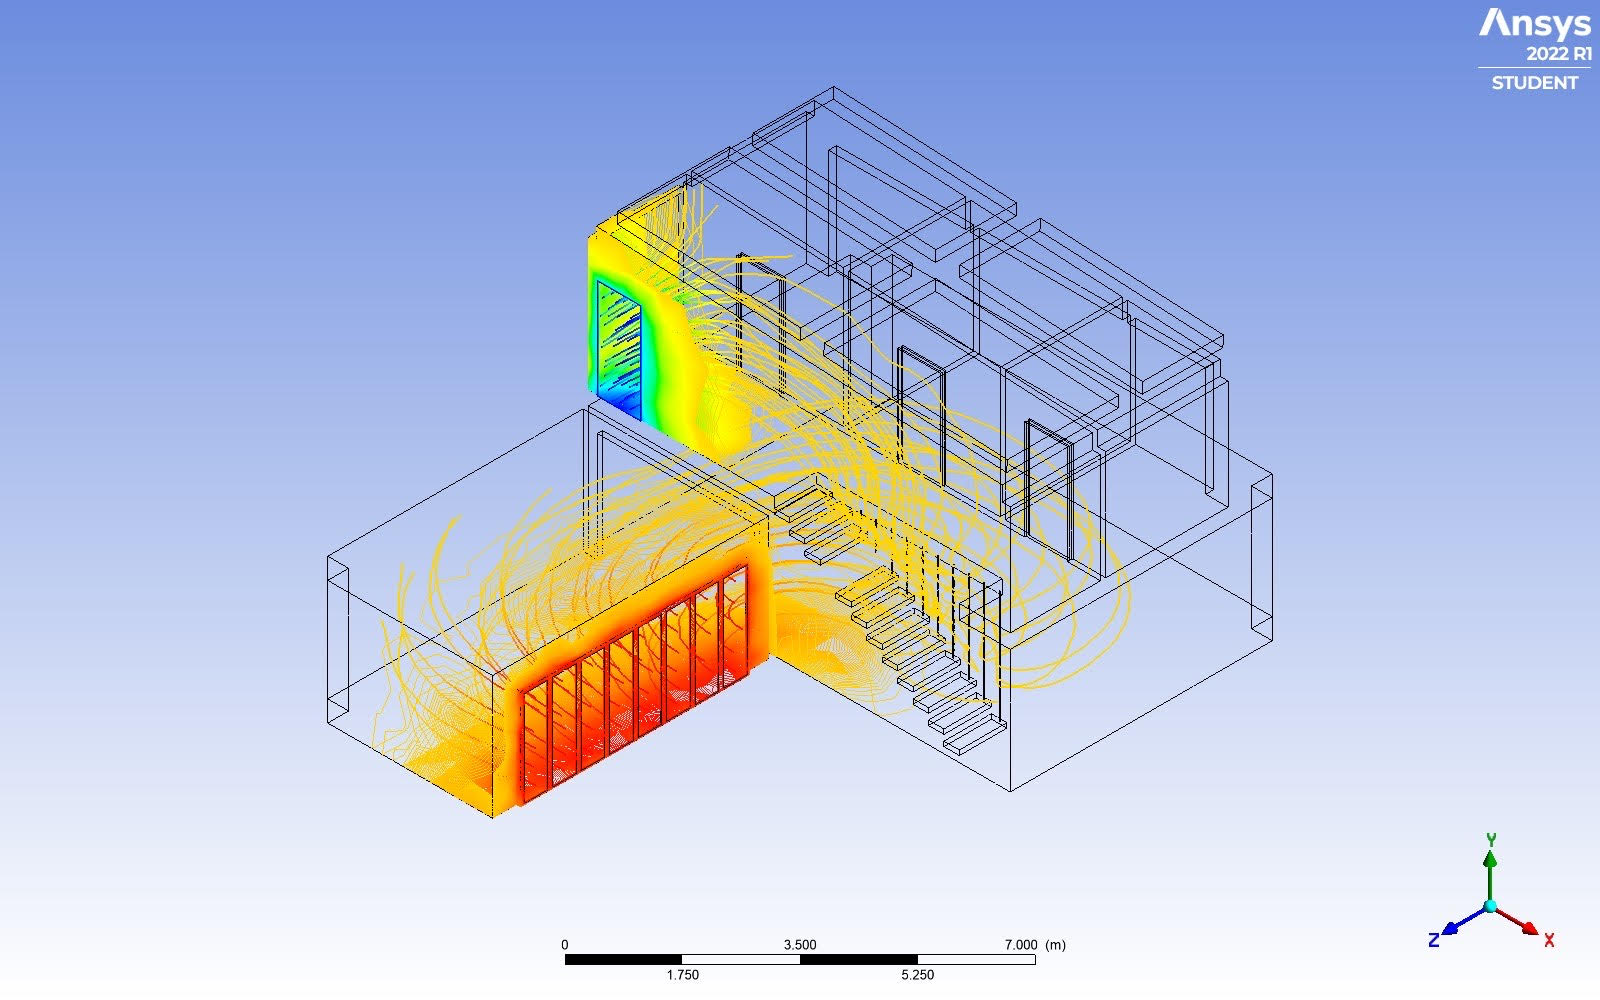 Ansys
2022 R1
STUDENT
0 3.500 7.000 (m)
1.750 5.250
Y
Z X